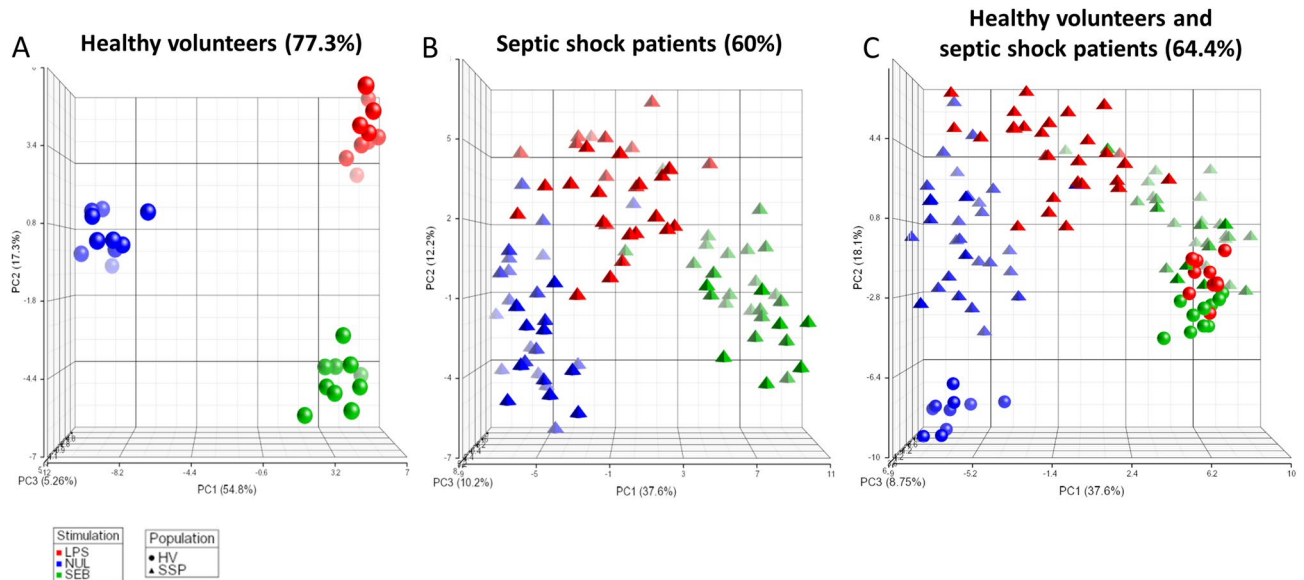 A
Healthy volunteers (77.3%)
3.4
0.8
-1.8
-4.4
-7
PC2 (17.3%)
-12
-8.2
-4.4
-0.6
3.2
7
PC3 (5.26%)
PC1 (54.8%)
B
Septic shock patients (60%)
5
2
-1
-4
-7
PC2 (12.2%)
-5
-1
3
7
11
PC3 (10.2%)
PC1 (37.6%)
C
Healthy volunteers and
septic shock patients (64.4%)
4.4
0.8
-2.8
-6.4
-10
PC2 (18.1%)
-5.2
-1.4
2.4
6.2
10
PC3 (8.75%)
PC1 (37.6%)
Stimulation
LPS
NUL
SEB
Population
HV
SSP